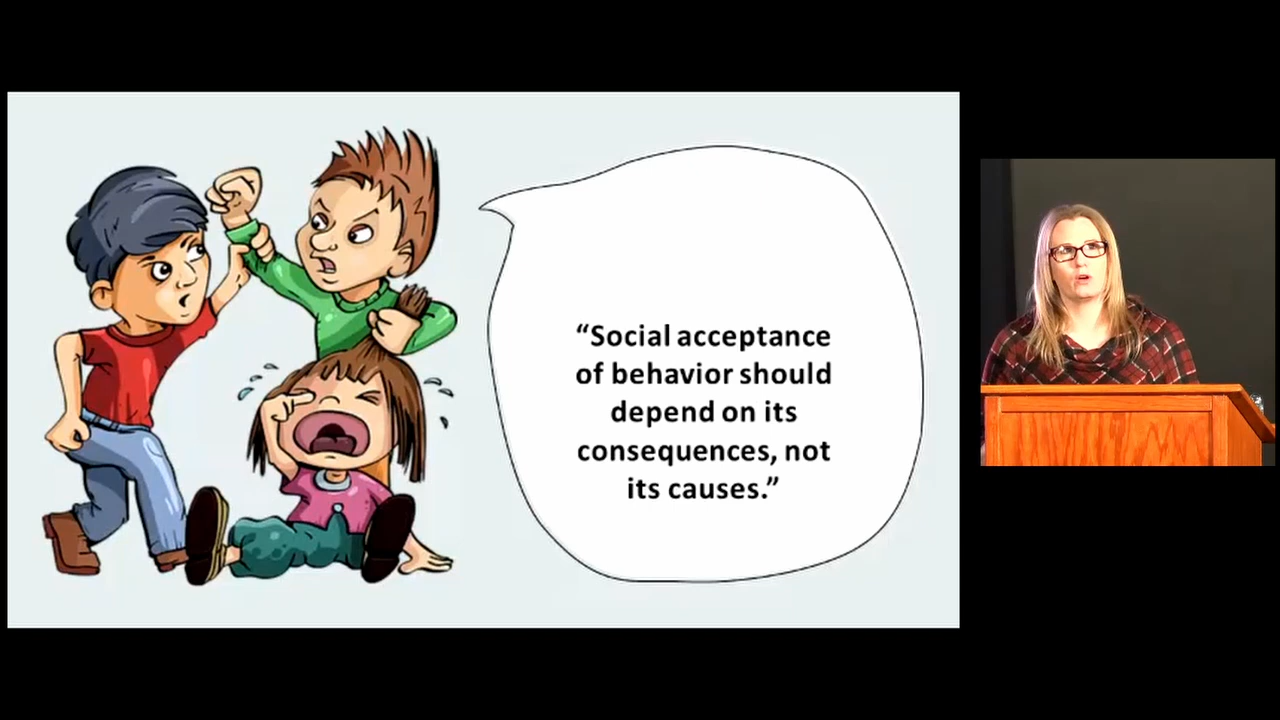 “Social acceptance
of behavior should
depend on its
consequences, not
its causes.”